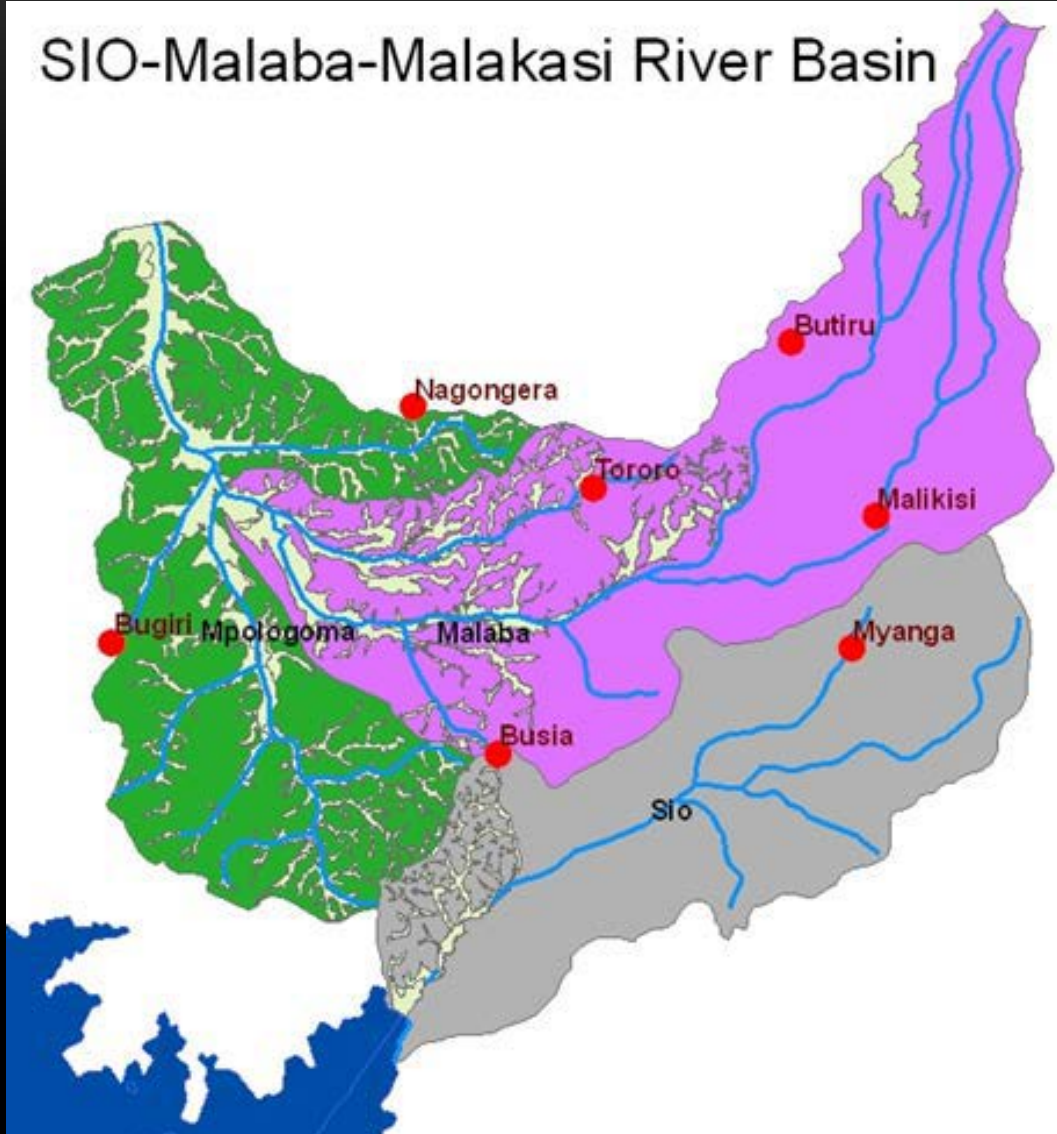 SIO-Malaba-Malakasi River Basin
Butiru
Nagongera
Tororo
Malikisi
Bugiri
Mpologoma
Malaba
Myanga
Busia
Sio